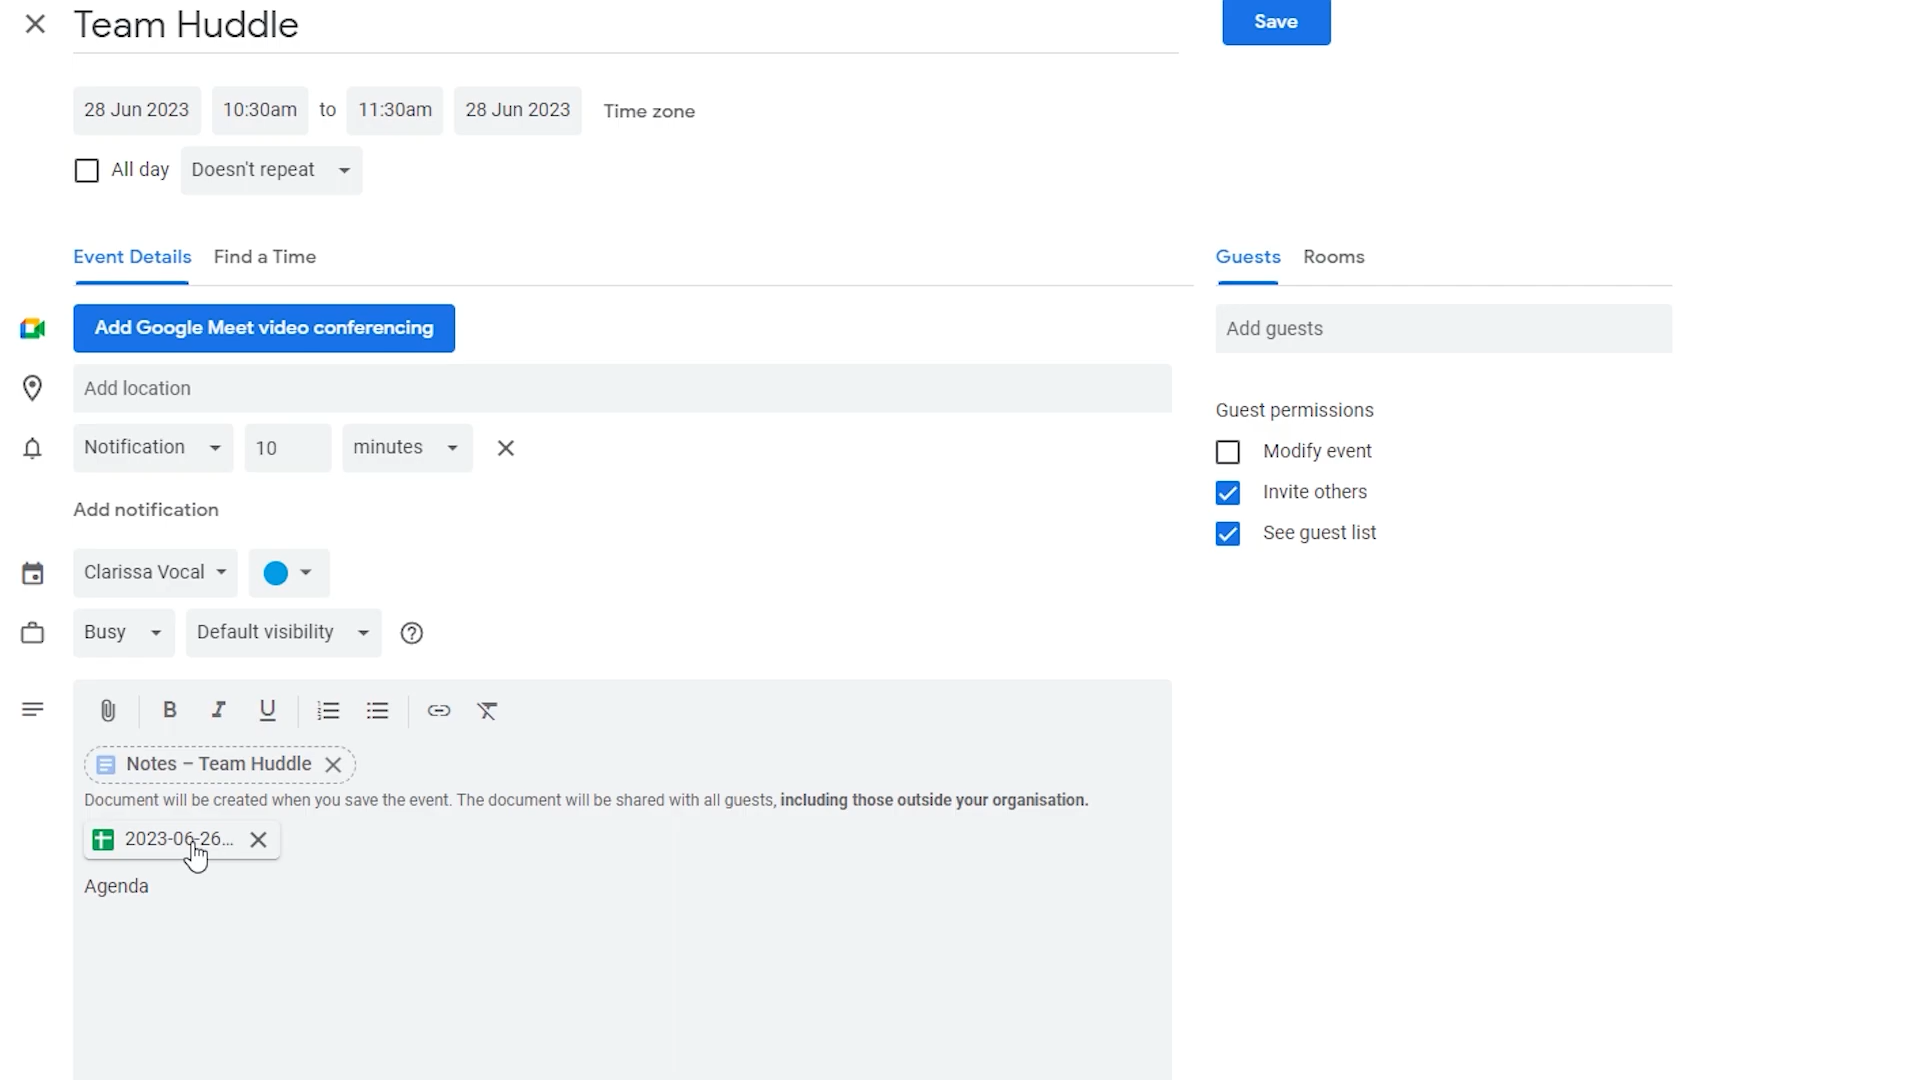 Team Huddle
Save
28 Jun 2023 10:30am to 11:30am 28 Jun 2023 Time zone
All day Doesn't repeat
Event Details Find a Time
Guests Rooms
Add Google Meet video conferencing
Add guests
Add location
Guest permissions
Notification 10 minutes
Modify event
Invite others
Add notification
See guest list
Clarissa Vocal
Busy Default visibility
B I U
Notes – Team Huddle
Document will be created when you save the event. The document will be shared with all guests, including those outside your organisation.
2023-06-26...
Agenda